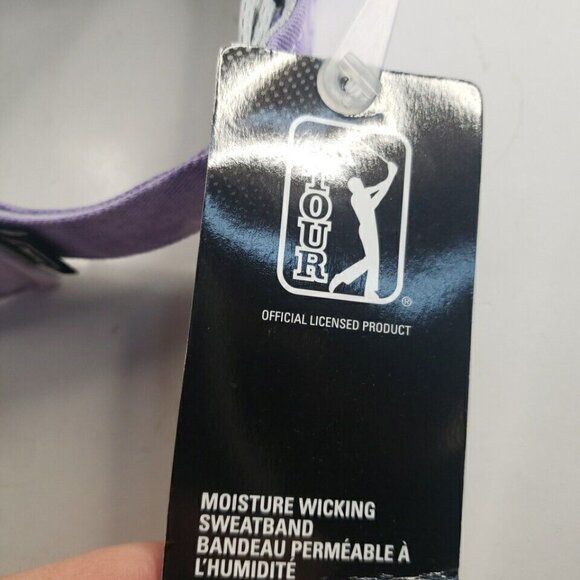 TOUR
®
OFFICIAL LICENSED PRODUCT
MOISTURE WICKING
SWEATBAND
BANDEAU PERMÉABLE À
L'HUMIDITÉ